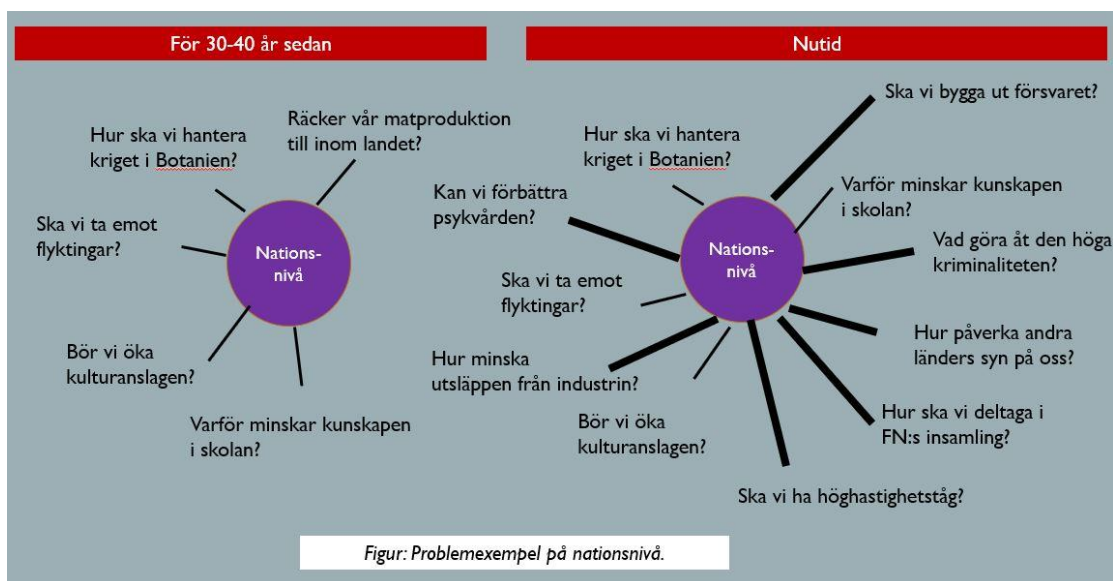 För 30-40 år sedan
Räcker vår matproduktion
till inom landet?
Hur ska vi hantera
kriget i Botanien?
Ska vi ta emot
flyktingar?
Nations-
nivå
Bör vi öka
kulturanslagen?
Varför minskar kunskapen
i skolan?
Nutid
Ska vi bygga ut försvaret?
Hur ska vi hantera
kriget i Botanien?
Varför minskar kunskapen
i skolan?
Kan vi förbättra
psykvården?
Nations-
nivå
Vad göra åt den höga
kriminaliteten?
Ska vi ta emot
flyktingar?
Hur påverka andra
länders syn på oss?
Hur minska
utsläppen från industrin?
Hur ska vi deltaga i
FN:s insamling?
Bör vi öka
kulturanslagen?
Ska vi ha höghastighetståg?
Figur: Problemexempel på nationsnivå.